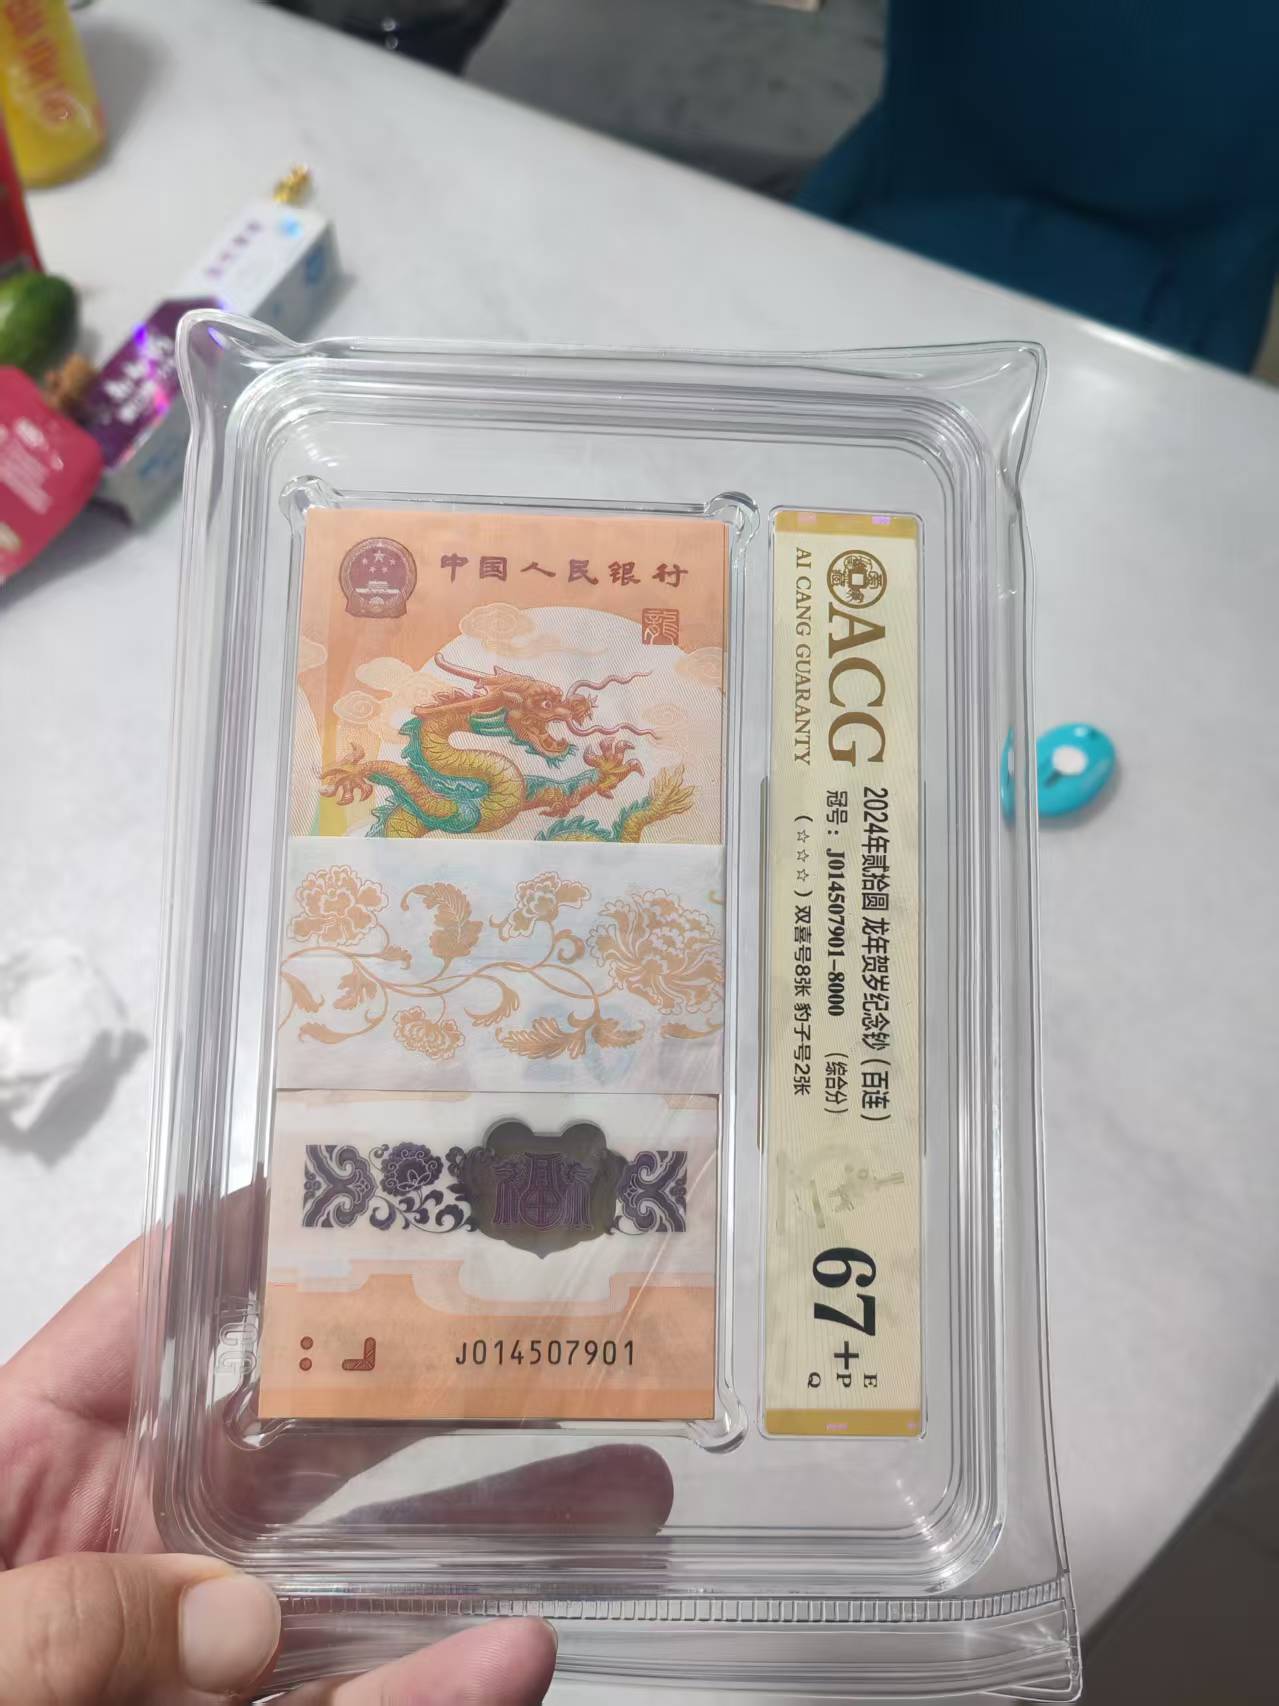 中国人民银行
龍
J014507901
ACG
AI CANG GUARANTY
2024年贰拾圆 龙年贺岁纪念钞(百连)
冠号:J014507901-8000 (综合分)
(☆☆☆)双喜号8张 豹子号2张
67+
E
P
Q